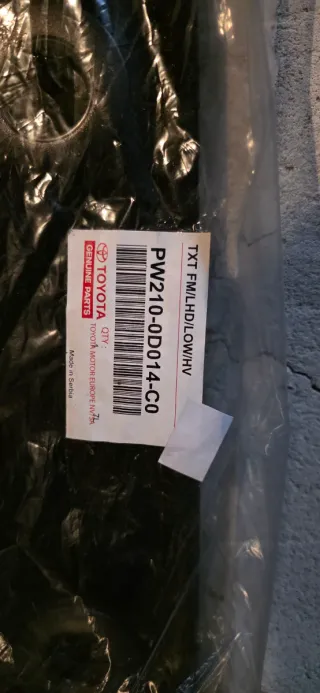 TXT FM/LHD/LOW/HV
PW210-0D014-C0
TOYOTA QTY :
GENUINE PARTS
TOYOTA MOTOR EUROPE NV/SA
Made in Serbia